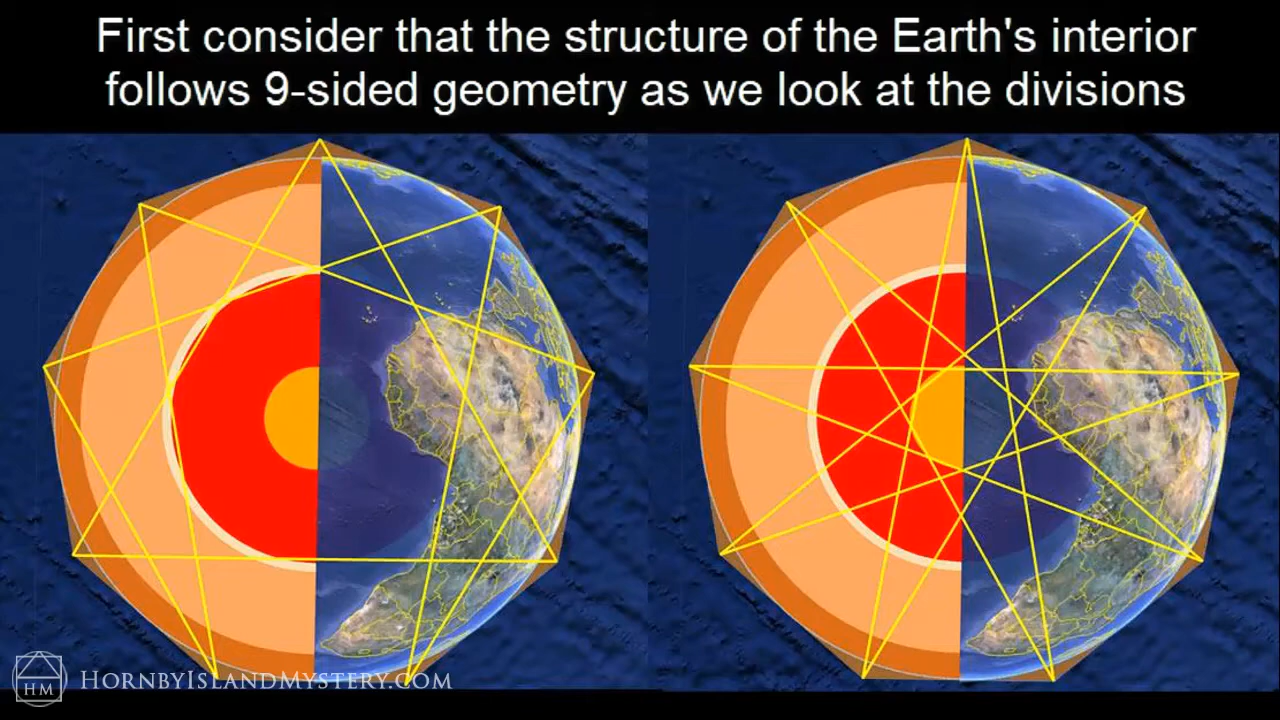 First consider that the structure of the Earth's interior
follows 9-sided geometry as we look at the divisions
HM
HornbyIslandMystery.com